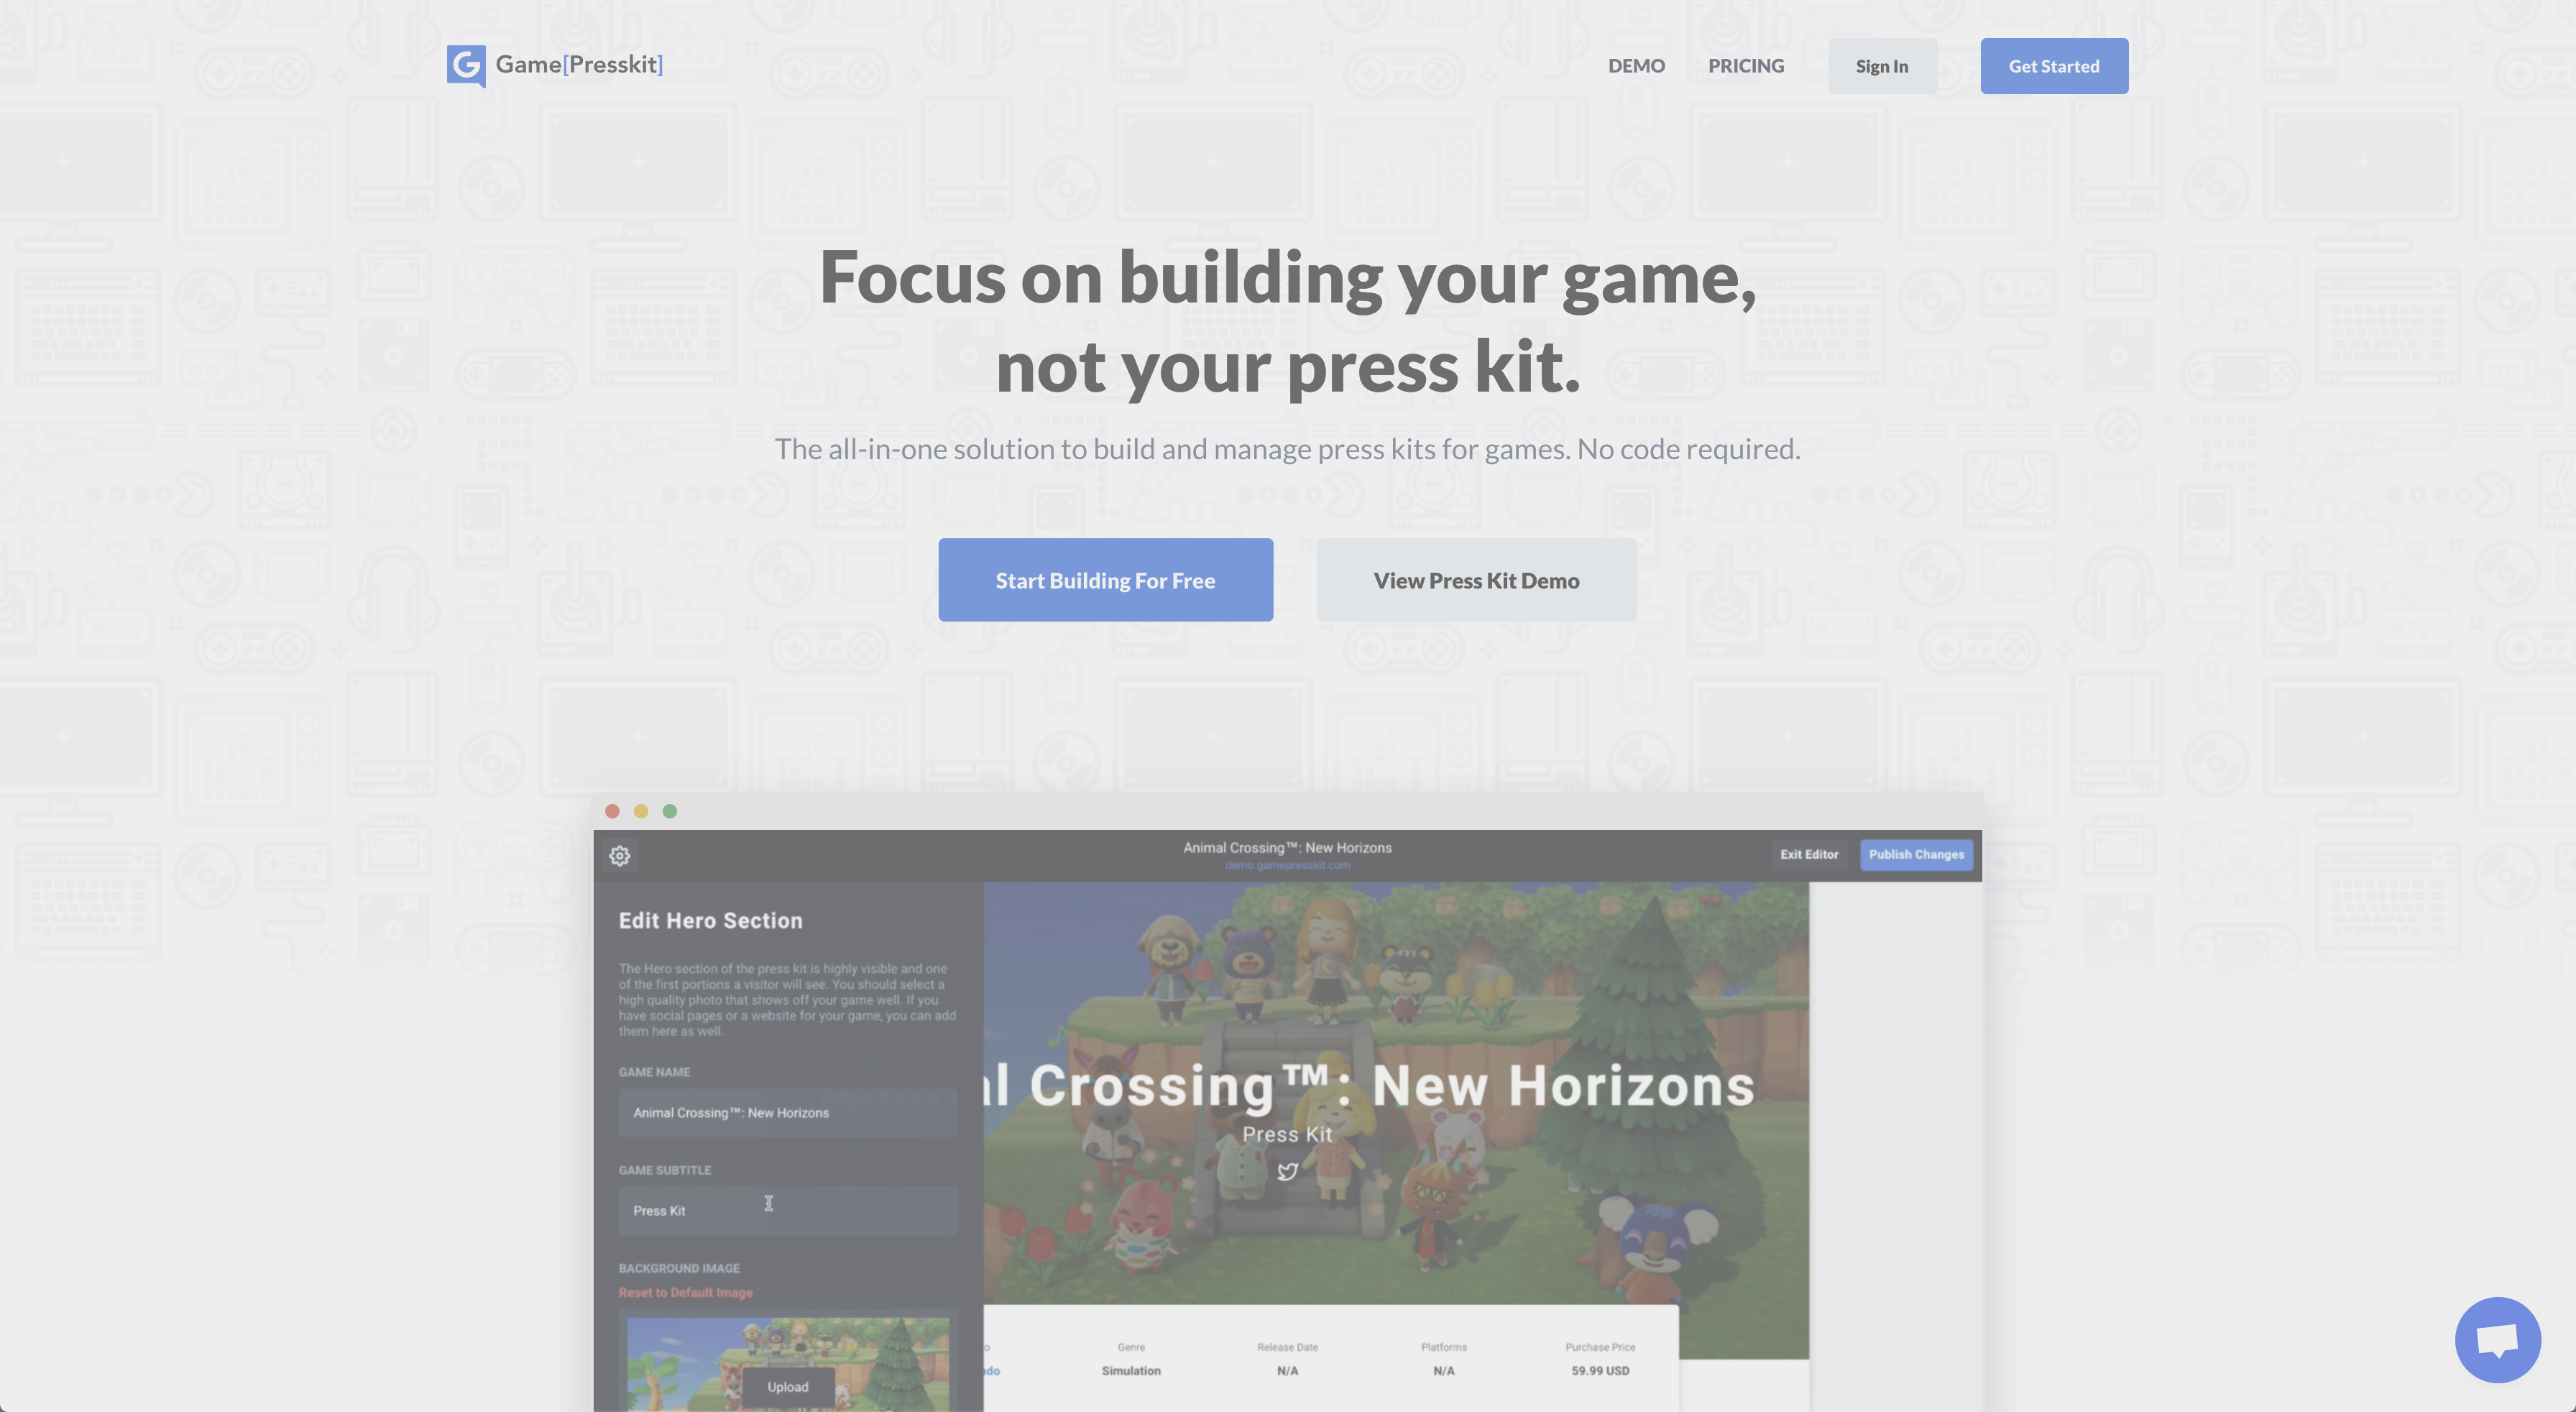 Game[Presskit]
DEMO
PRICING
Sign In
Get Started
Focus on building your game,
not your press kit.
The all-in-one solution to build and manage press kits for games. No code required.
Start Building For Free
View Press Kit Demo
Animal Crossing™: New Horizons
demo.gamepresskit.com
Exit Editor
Publish Changes
Edit Hero Section
The Hero section of the press kit is highly visible and one
of the first portions a visitor will see. You should select a
high quality photo that shows off your game well. If you
have social pages or a website for your game, you can add
them here as well.
GAME NAME
Animal Crossing™: New Horizons
GAME SUBTITLE
Press Kit
BACKGROUND IMAGE
Reset to Default Image
Upload
al Crossing™: New Horizons
Press Kit
Genre
Release Date
Platforms
Purchase Price
Simulation
N/A
N/A
59.99 USD